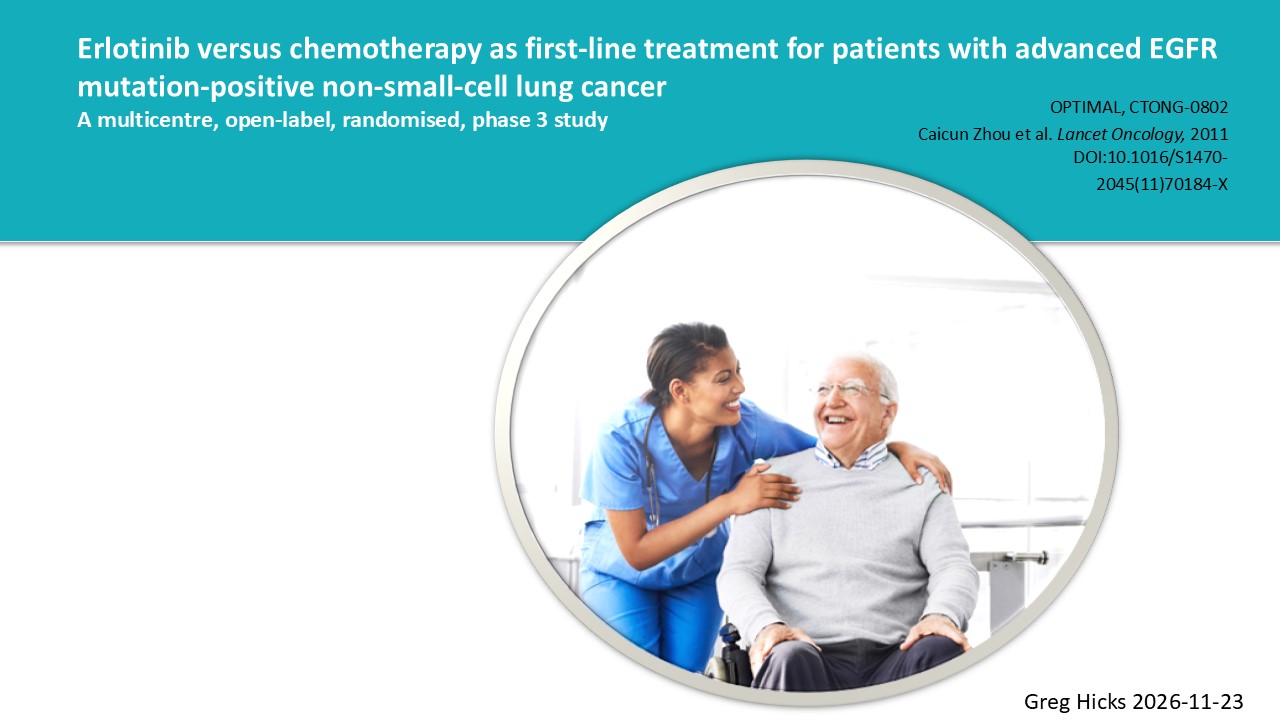 Erlotinib versus chemotherapy as first-line treatment for patients with advanced EGFR
mutation-positive non-small-cell lung cancer
A multicentre, open-label, randomised, phase 3 study
OPTIMAL, CTONG-0802
Caicun Zhou et al. Lancet Oncology, 2011
DOI:10.1016/S1470-
2045(11)70184-X
Greg Hicks 2026-11-23